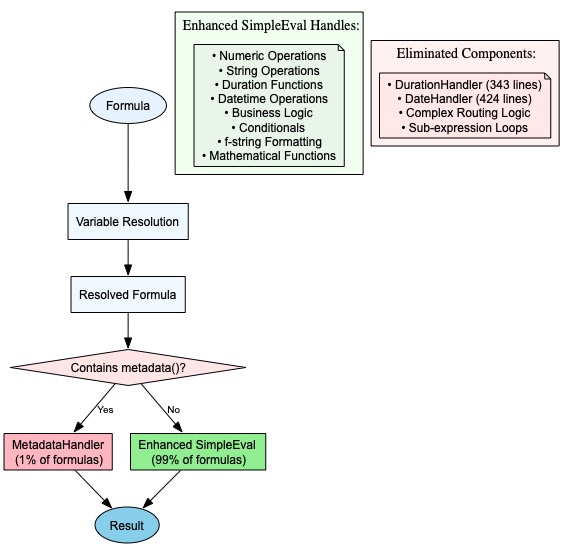 Enhanced SimpleEval Handles:
• Numeric Operations
• String Operations
• Duration Functions
• Datetime Operations
• Business Logic
• Conditionals
• f-string Formatting
• Mathematical Functions
Eliminated Components:
• DurationHandler (343 lines)
• DateHandler (424 lines)
• Complex Routing Logic
• Sub-expression Loops
Formula
Variable Resolution
Resolved Formula
Contains metadata()?
Yes
No
MetadataHandler
(1% of formulas)
Enhanced SimpleEval
(99% of formulas)
Result